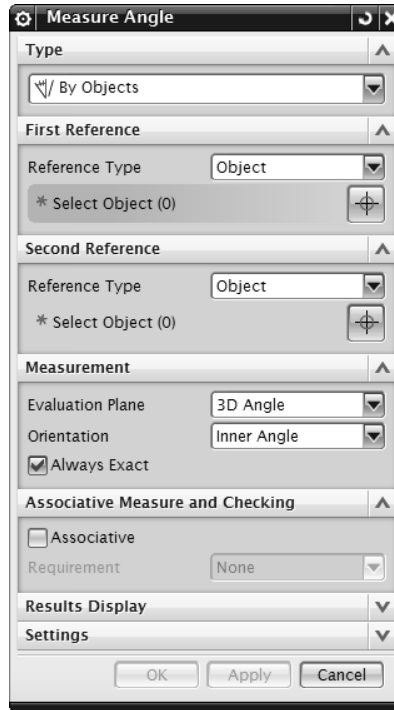 Measure Angle
Type
By Objects
First Reference
Reference Type Object
* Select Object (0)
Second Reference
Reference Type Object
* Select Object (0)
Measurement
Evaluation Plane 3D Angle
Orientation Inner Angle
Always Exact
Associative Measure and Checking
Associative
Requirement None
Results Display
Settings
OK Apply Cancel